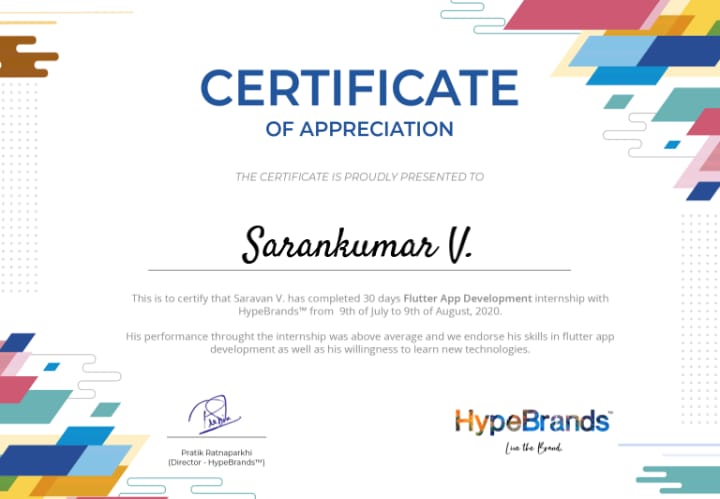 CERTIFICATE
OF APPRECIATION
THE CERTIFICATE IS PROUDLY PRESENTED TO
Sarankumar V.
This is to certify that Saravan V. has completed 30 days Flutter App Development internship with
HypeBrands™ from 9th of July to 9th of August, 2020.
His performance throught the internship was above average and we endorse his skills in flutter app
development as well as his willingness to learn new technologies.
Pratik Ratnaparkhi
(Director - HypeBrands™)
HypeBrands™
Live the Brand.